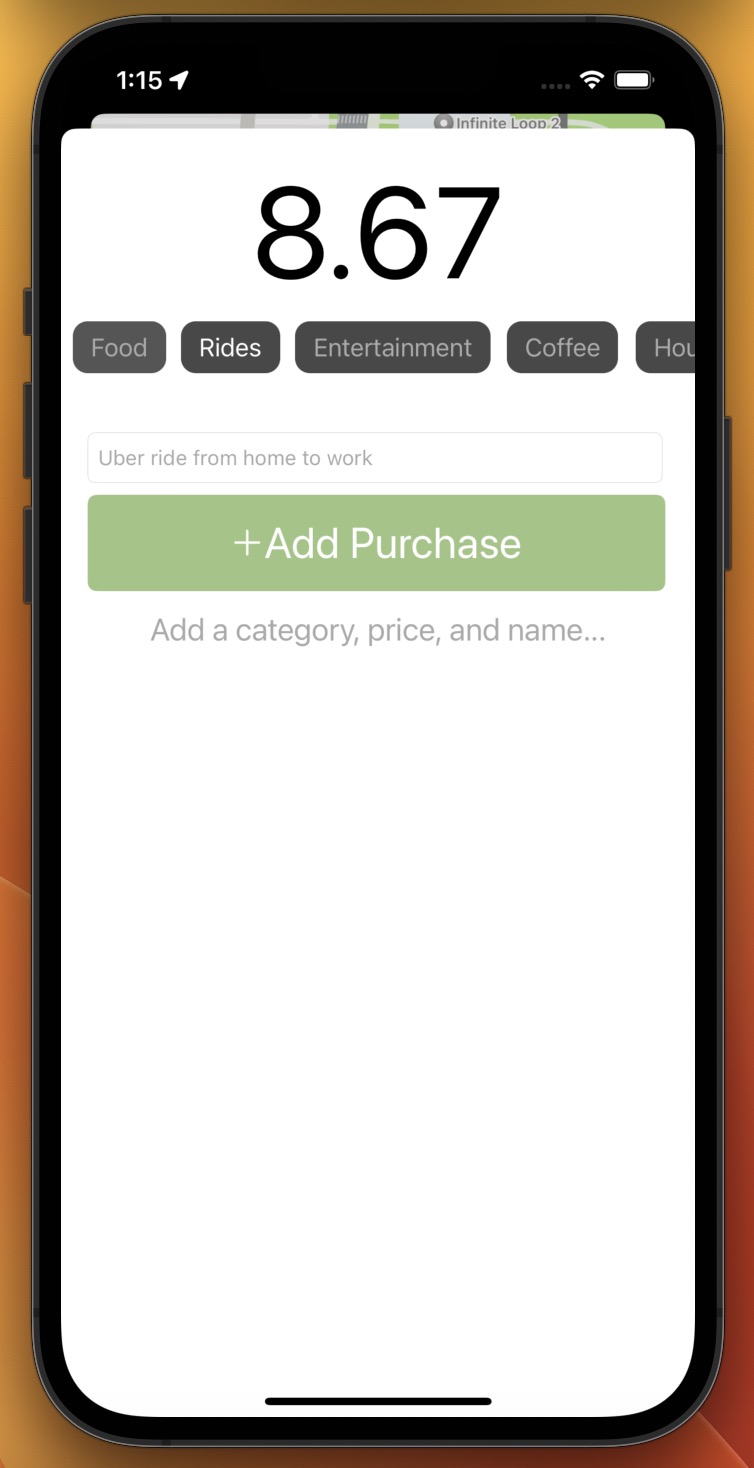 1:15
Infinite Loop 2
8.67
Food Rides Entertainment Coffee Hou
Uber ride from home to work
+Add Purchase
Add a category, price, and name...